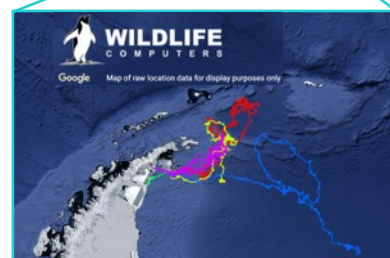 WILDLIFE
COMPUTERS
Google Map of raw location data for display purposes only